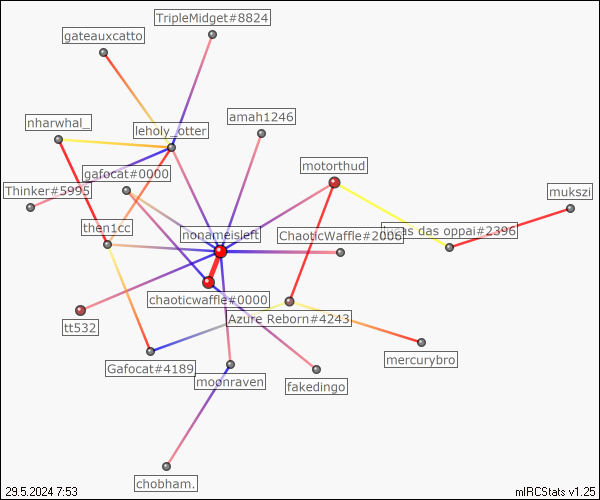 TripleMidget#8824
gateauxcatto
amah1246
nharwhal_
leholy_otter
motorthud
gafocat#0000
Thinker#5995
mukszi
then1cc
nonameisleft
ChaoticWaffle#2006
das oppai#2396
chaoticwaffle#0000
Azure Reborn#4243
tt532
mercurybro
Gafocat#4189
moonraven
fakedingo
chobham.
29.5.2024 7:53
mIRCStats v1.25